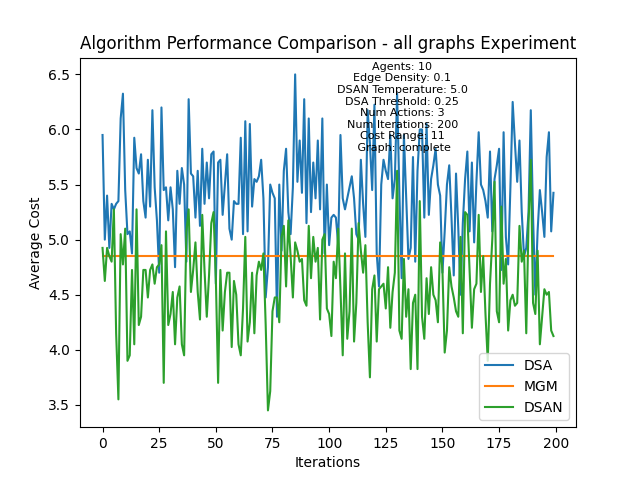 Algorithm Performance Comparison - all graphs Experiment
Agents: 10
Edge Density: 0.1
DSAN Temperature: 5.0
DSA Threshold: 0.25
Num Actions: 3
Num Iterations: 200
Cost Range: 11
Graph: complete
6.5
6.0
5.5
5.0
4.5
4.0
3.5
Average Cost
DSA
MGM
DSAN
0 25 50 75 100 125 150 175 200
Iterations